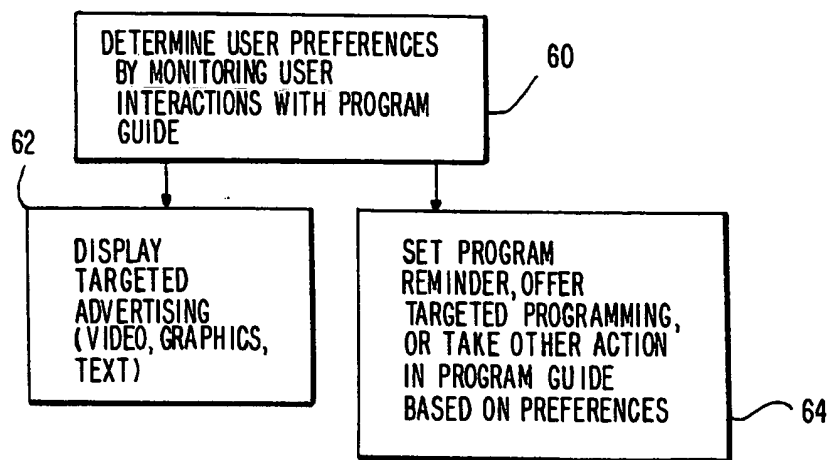 DETERMINE USER PREFERENCES
BY MONITORING USER
INTERACTIONS WITH PROGRAM
GUIDE
60
62
DISPLAY
TARGETED
ADVERTISING
(VIDEO, GRAPHICS,
TEXT)
SET PROGRAM
REMINDER, OFFER
TARGETED PROGRAMMING,
OR TAKE OTHER ACTION
IN PROGRAM GUIDE
BASED ON PREFERENCES
64